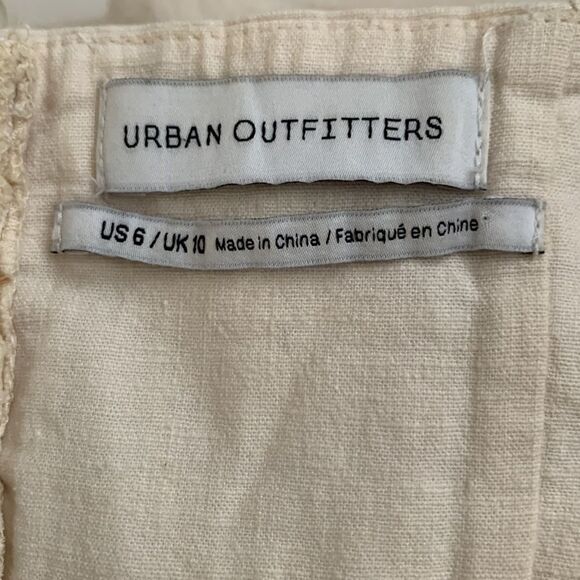 URBAN OUTFITTERS
US 6 / UK 10 Made in China / Fabriqué en Chine